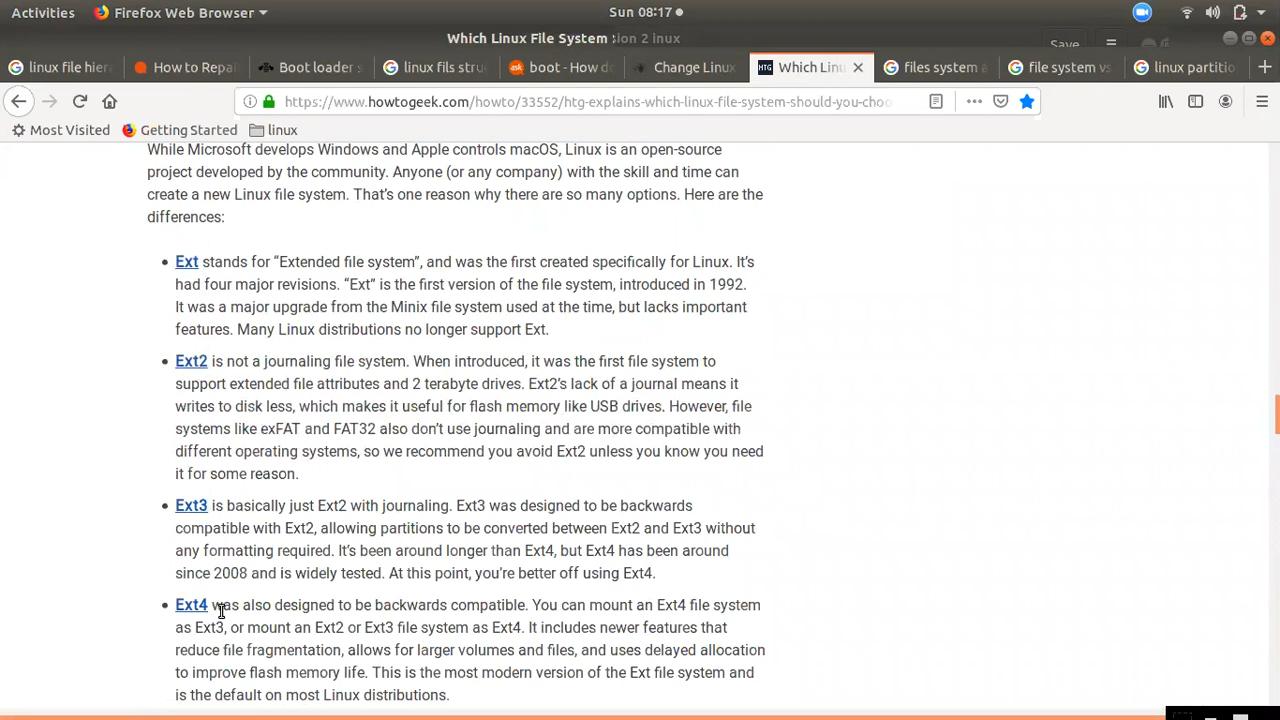 Activities Firefox Web Browser Sun 08:17
Which Linux File System : ion 2 inux Save
linux file hiera How to Repai Boot loader s linux fils stru boot - How do Change Linux Which Linu files system a file system vs linux partitio
https://www.howtogeek.com/howto/33552/htg-explains-which-linux-file-system-should-you-choo
Most Visited Getting Started linux
While Microsoft develops Windows and Apple controls macOS, Linux is an open-source
project developed by the community. Anyone (or any company) with the skill and time can
create a new Linux file system. That’s one reason why there are so many options. Here are the
differences:
• Ext stands for “Extended file system”, and was the first created specifically for Linux. It’s
had four major revisions. “Ext” is the first version of the file system, introduced in 1992.
It was a major upgrade from the Minix file system used at the time, but lacks important
features. Many Linux distributions no longer support Ext.
• Ext2 is not a journaling file system. When introduced, it was the first file system to
support extended file attributes and 2 terabyte drives. Ext2’s lack of a journal means it
writes to disk less, which makes it useful for flash memory like USB drives. However, file
systems like exFAT and FAT32 also don’t use journaling and are more compatible with
different operating systems, so we recommend you avoid Ext2 unless you know you need
it for some reason.
• Ext3 is basically just Ext2 with journaling. Ext3 was designed to be backwards
compatible with Ext2, allowing partitions to be converted between Ext2 and Ext3 without
any formatting required. It’s been around longer than Ext4, but Ext4 has been around
since 2008 and is widely tested. At this point, you’re better off using Ext4.
• Ext4 was also designed to be backwards compatible. You can mount an Ext4 file system
as Ext3, or mount an Ext2 or Ext3 file system as Ext4. It includes newer features that
reduce file fragmentation, allows for larger volumes and files, and uses delayed allocation
to improve flash memory life. This is the most modern version of the Ext file system and
is the default on most Linux distributions.